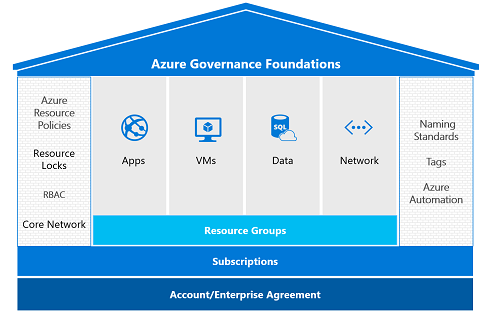 Azure Governance Foundations
Azure
Resource
Policies
Resource
Locks
RBAC
Core Network
Apps
VMs
SQL
Data
Network
Naming
Standards
Tags
Azure
Automation
Resource Groups
Subscriptions
Account/Enterprise Agreement